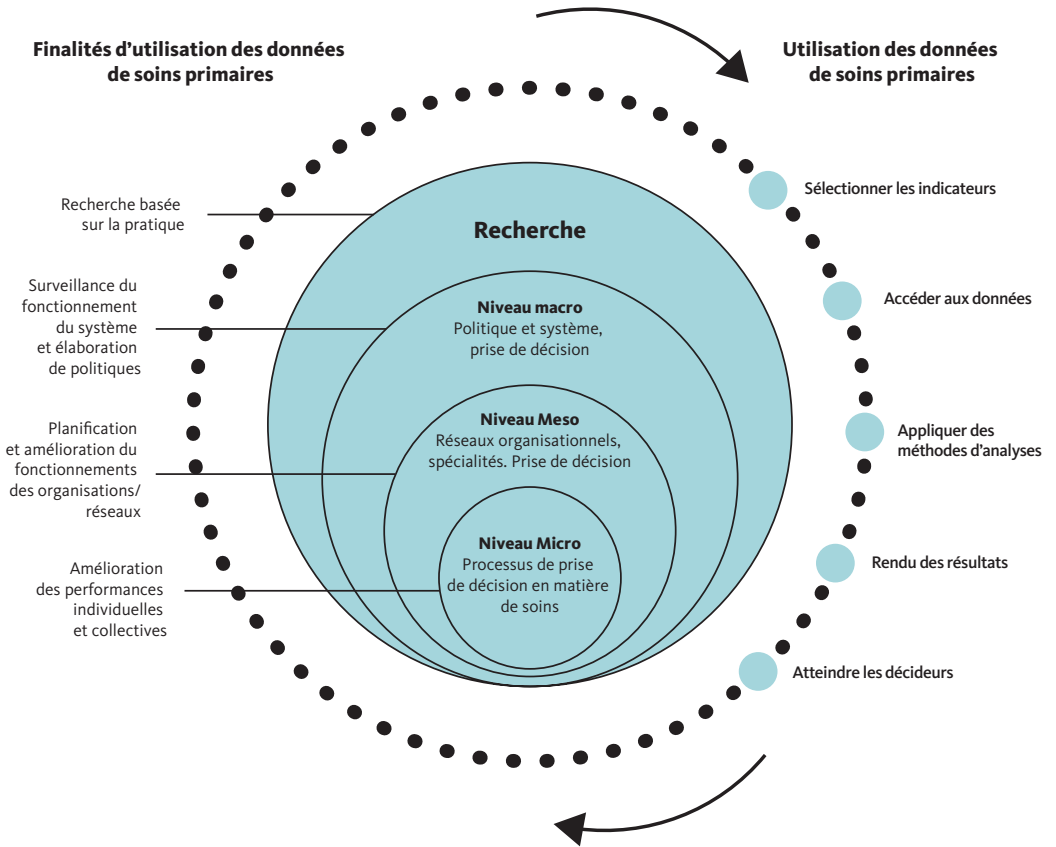 Finalités d’utilisation des données
de soins primaires
Utilisation des données
de soins primaires
Recherche basée
sur la pratique
Surveillance du
fonctionnement
du système
et élaboration
de politiques
Planification
et amélioration du
fonctionnements
des organisations/
réseaux
Amélioration
des performances
individuelles
et collectives
Recherche
Niveau macro
Politique et système,
prise de décision
Niveau Meso
Réseaux organisationnels,
spécialités. Prise de décision
Niveau Micro
Processus de prise
de décision en matière
de soins
Sélectionner les indicateurs
Accéder aux données
Appliquer des
méthodes d’analyses
Rendu des résultats
Atteindre les décideurs